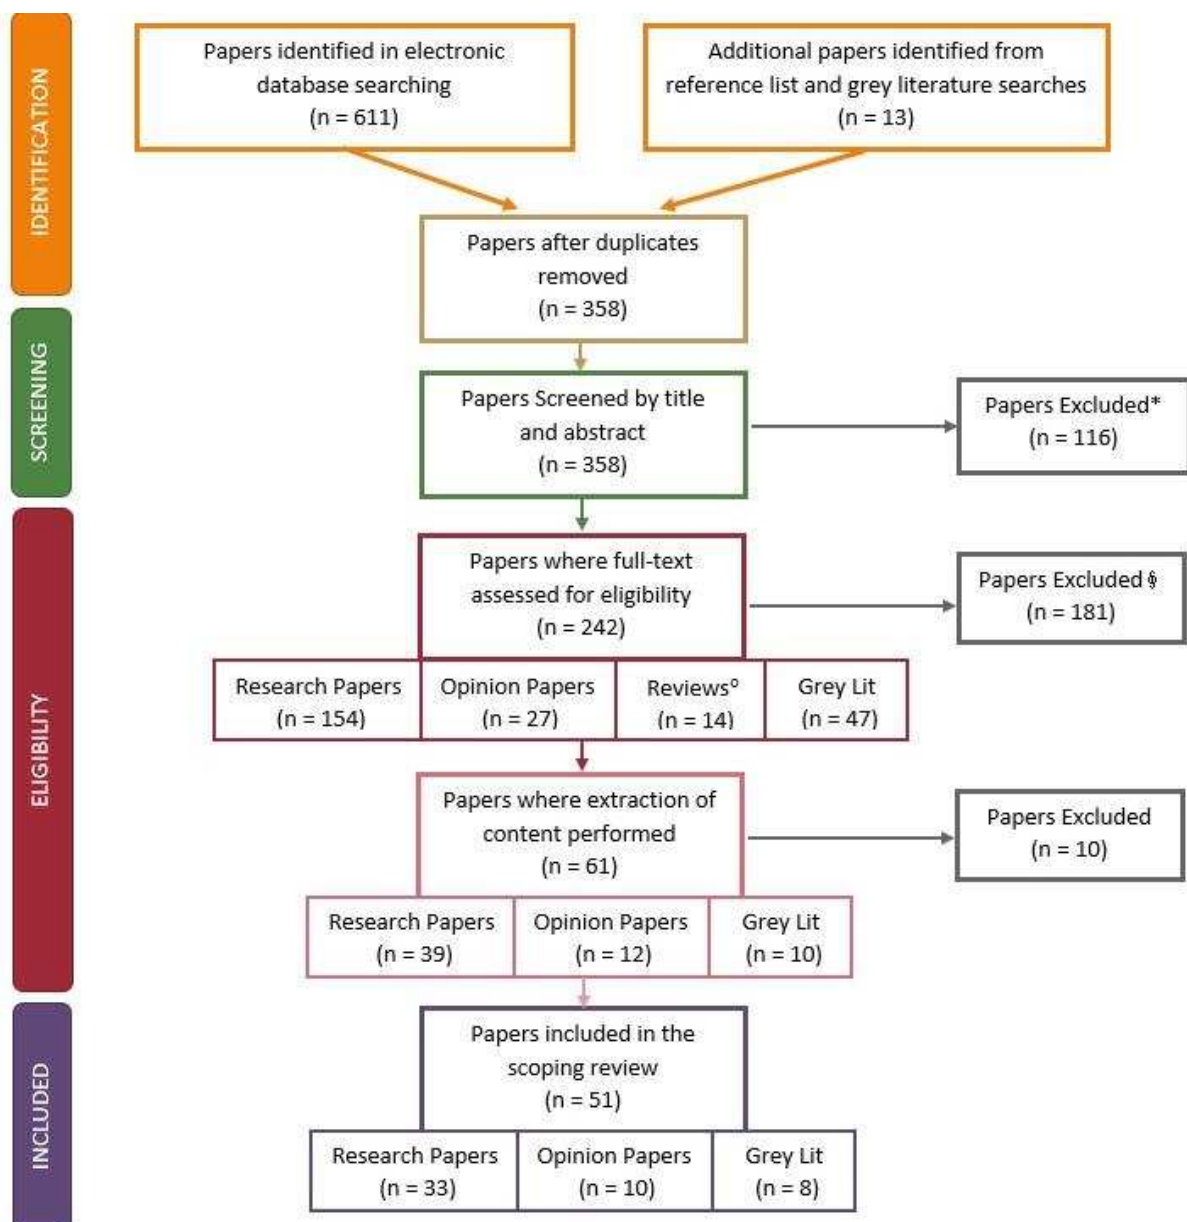 IDENTIFICATION
Papers identified in electronic
database searching
(n = 611)
Additional papers identified from
reference list and grey literature searches
(n = 13)
Papers after duplicates
removed
(n = 358)
SCREENING
Papers Screened by title
and abstract
(n = 358)
Papers Excluded*
(n = 116)
ELIGIBILITY
Papers where full-text
assessed for eligibility
(n = 242)
Papers Excluded §
(n = 181)
Research Papers
(n = 154)
Opinion Papers
(n = 27)
Reviews°
(n = 14)
Grey Lit
(n = 47)
Papers where extraction of
content performed
(n = 61)
Papers Excluded
(n = 10)
Research Papers
(n = 39)
Opinion Papers
(n = 12)
Grey Lit
(n = 10)
INCLUDED
Papers included in the
scoping review
(n = 51)
Research Papers
(n = 33)
Opinion Papers
(n = 10)
Grey Lit
(n = 8)